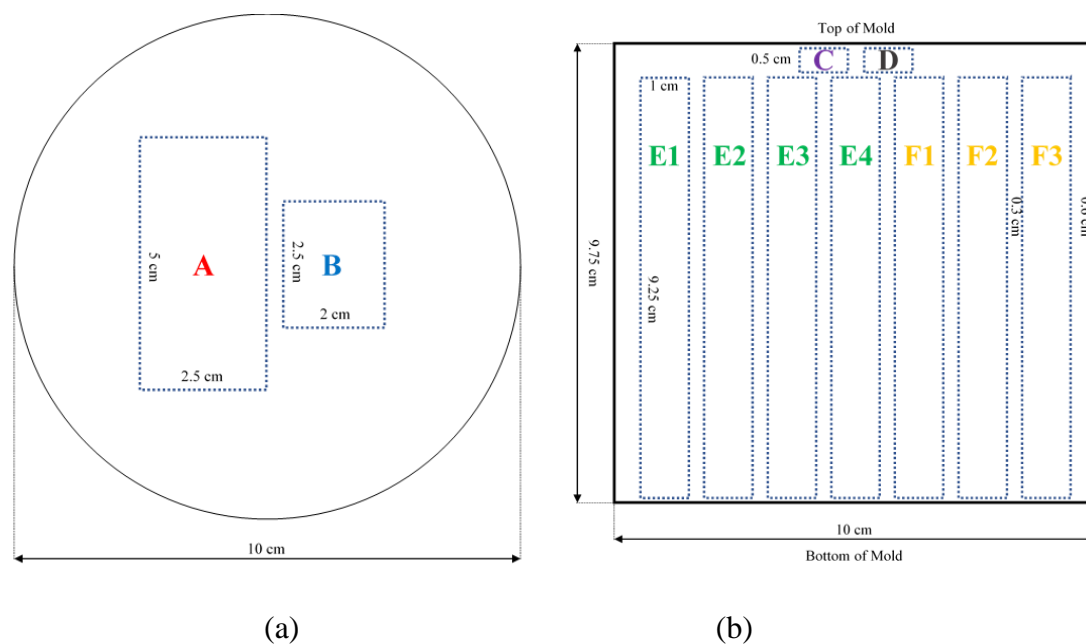 A
B
5 cm
2.5 cm
2.5 cm
2 cm
10 cm
(a)
Top of Mold
0.5 cm
C
D
1 cm
E1
E2
E3
E4
F1
F2
F3
0.3 cm
9.75 cm
9.25 cm
10 cm
Bottom of Mold
(b)